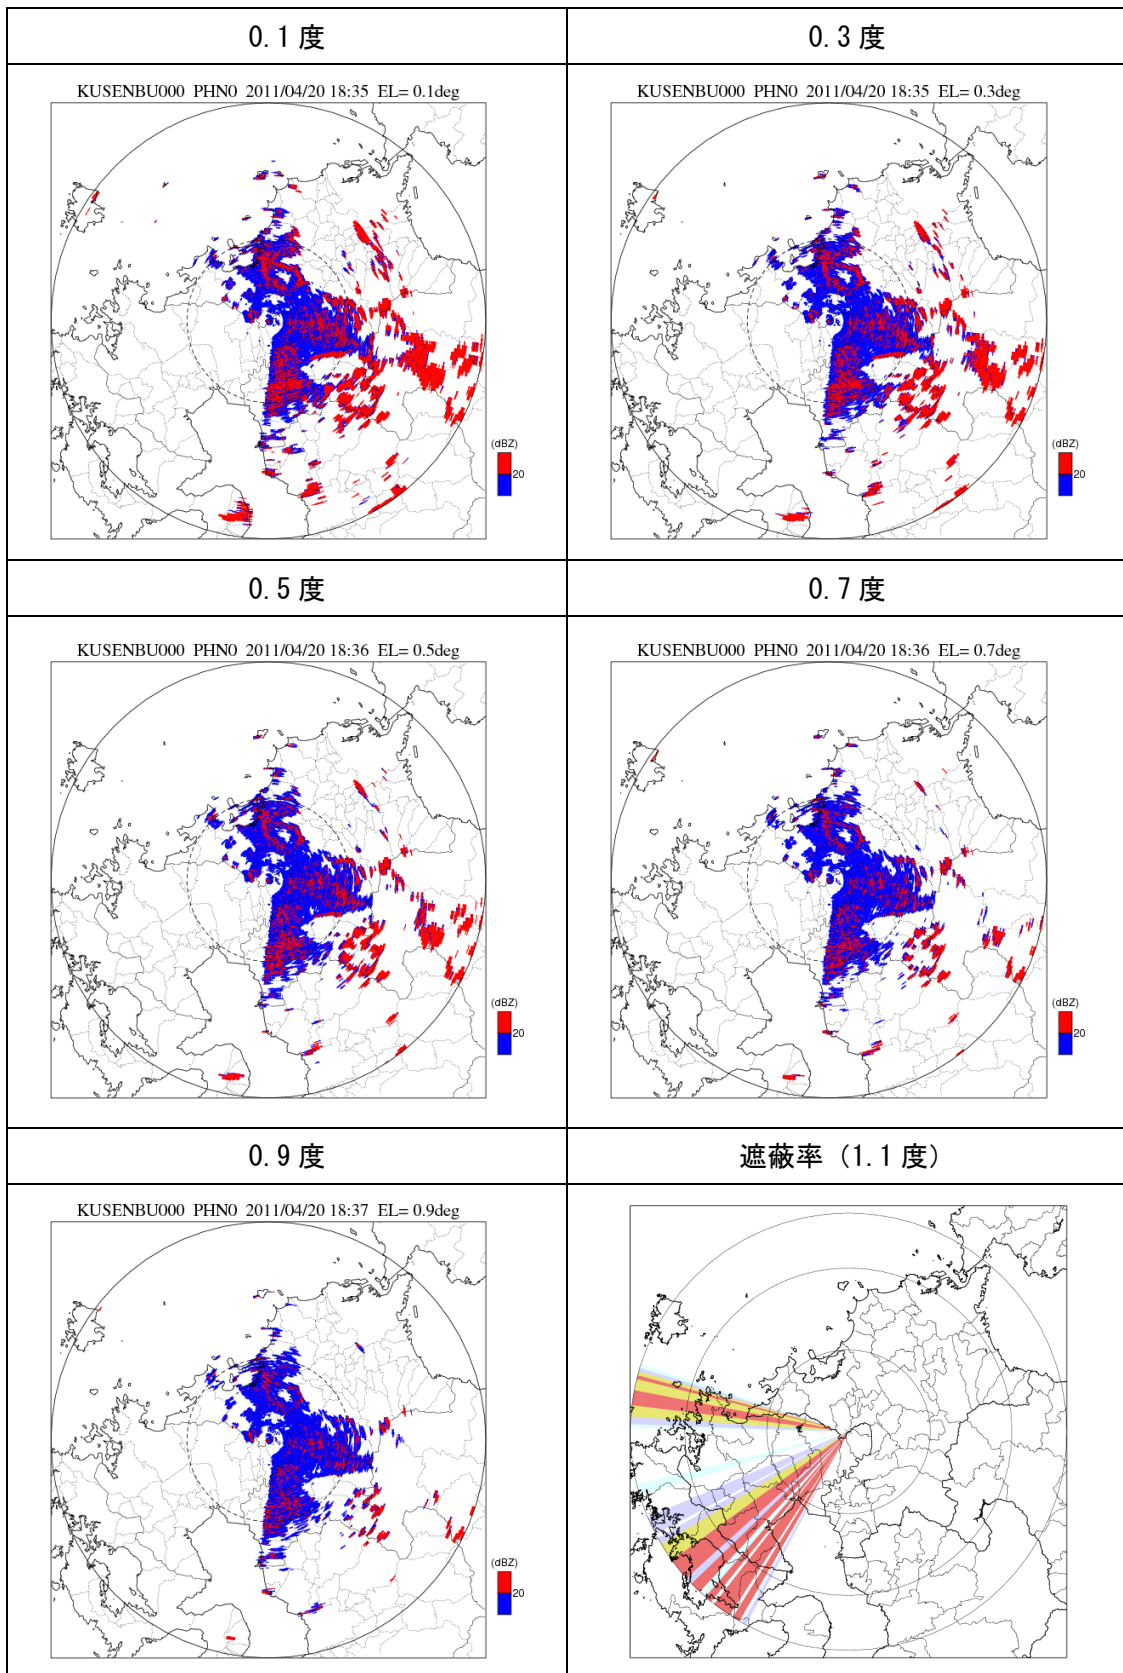 0.1度
0.3度
KUSENBU000 PHN0 2011/04/20 18:35 EL= 0.1deg
KUSENBU000 PHN0 2011/04/20 18:35 EL= 0.3deg
(dBZ)
20
(dBZ)
20
0.5度
0.7度
KUSENBU000 PHN0 2011/04/20 18:36 EL= 0.5deg
KUSENBU000 PHN0 2011/04/20 18:36 EL= 0.7deg
(dBZ)
20
(dBZ)
20
0.9度
遮蔽率（1.1度）
KUSENBU000 PHN0 2011/04/20 18:37 EL= 0.9deg
(dBZ)
20